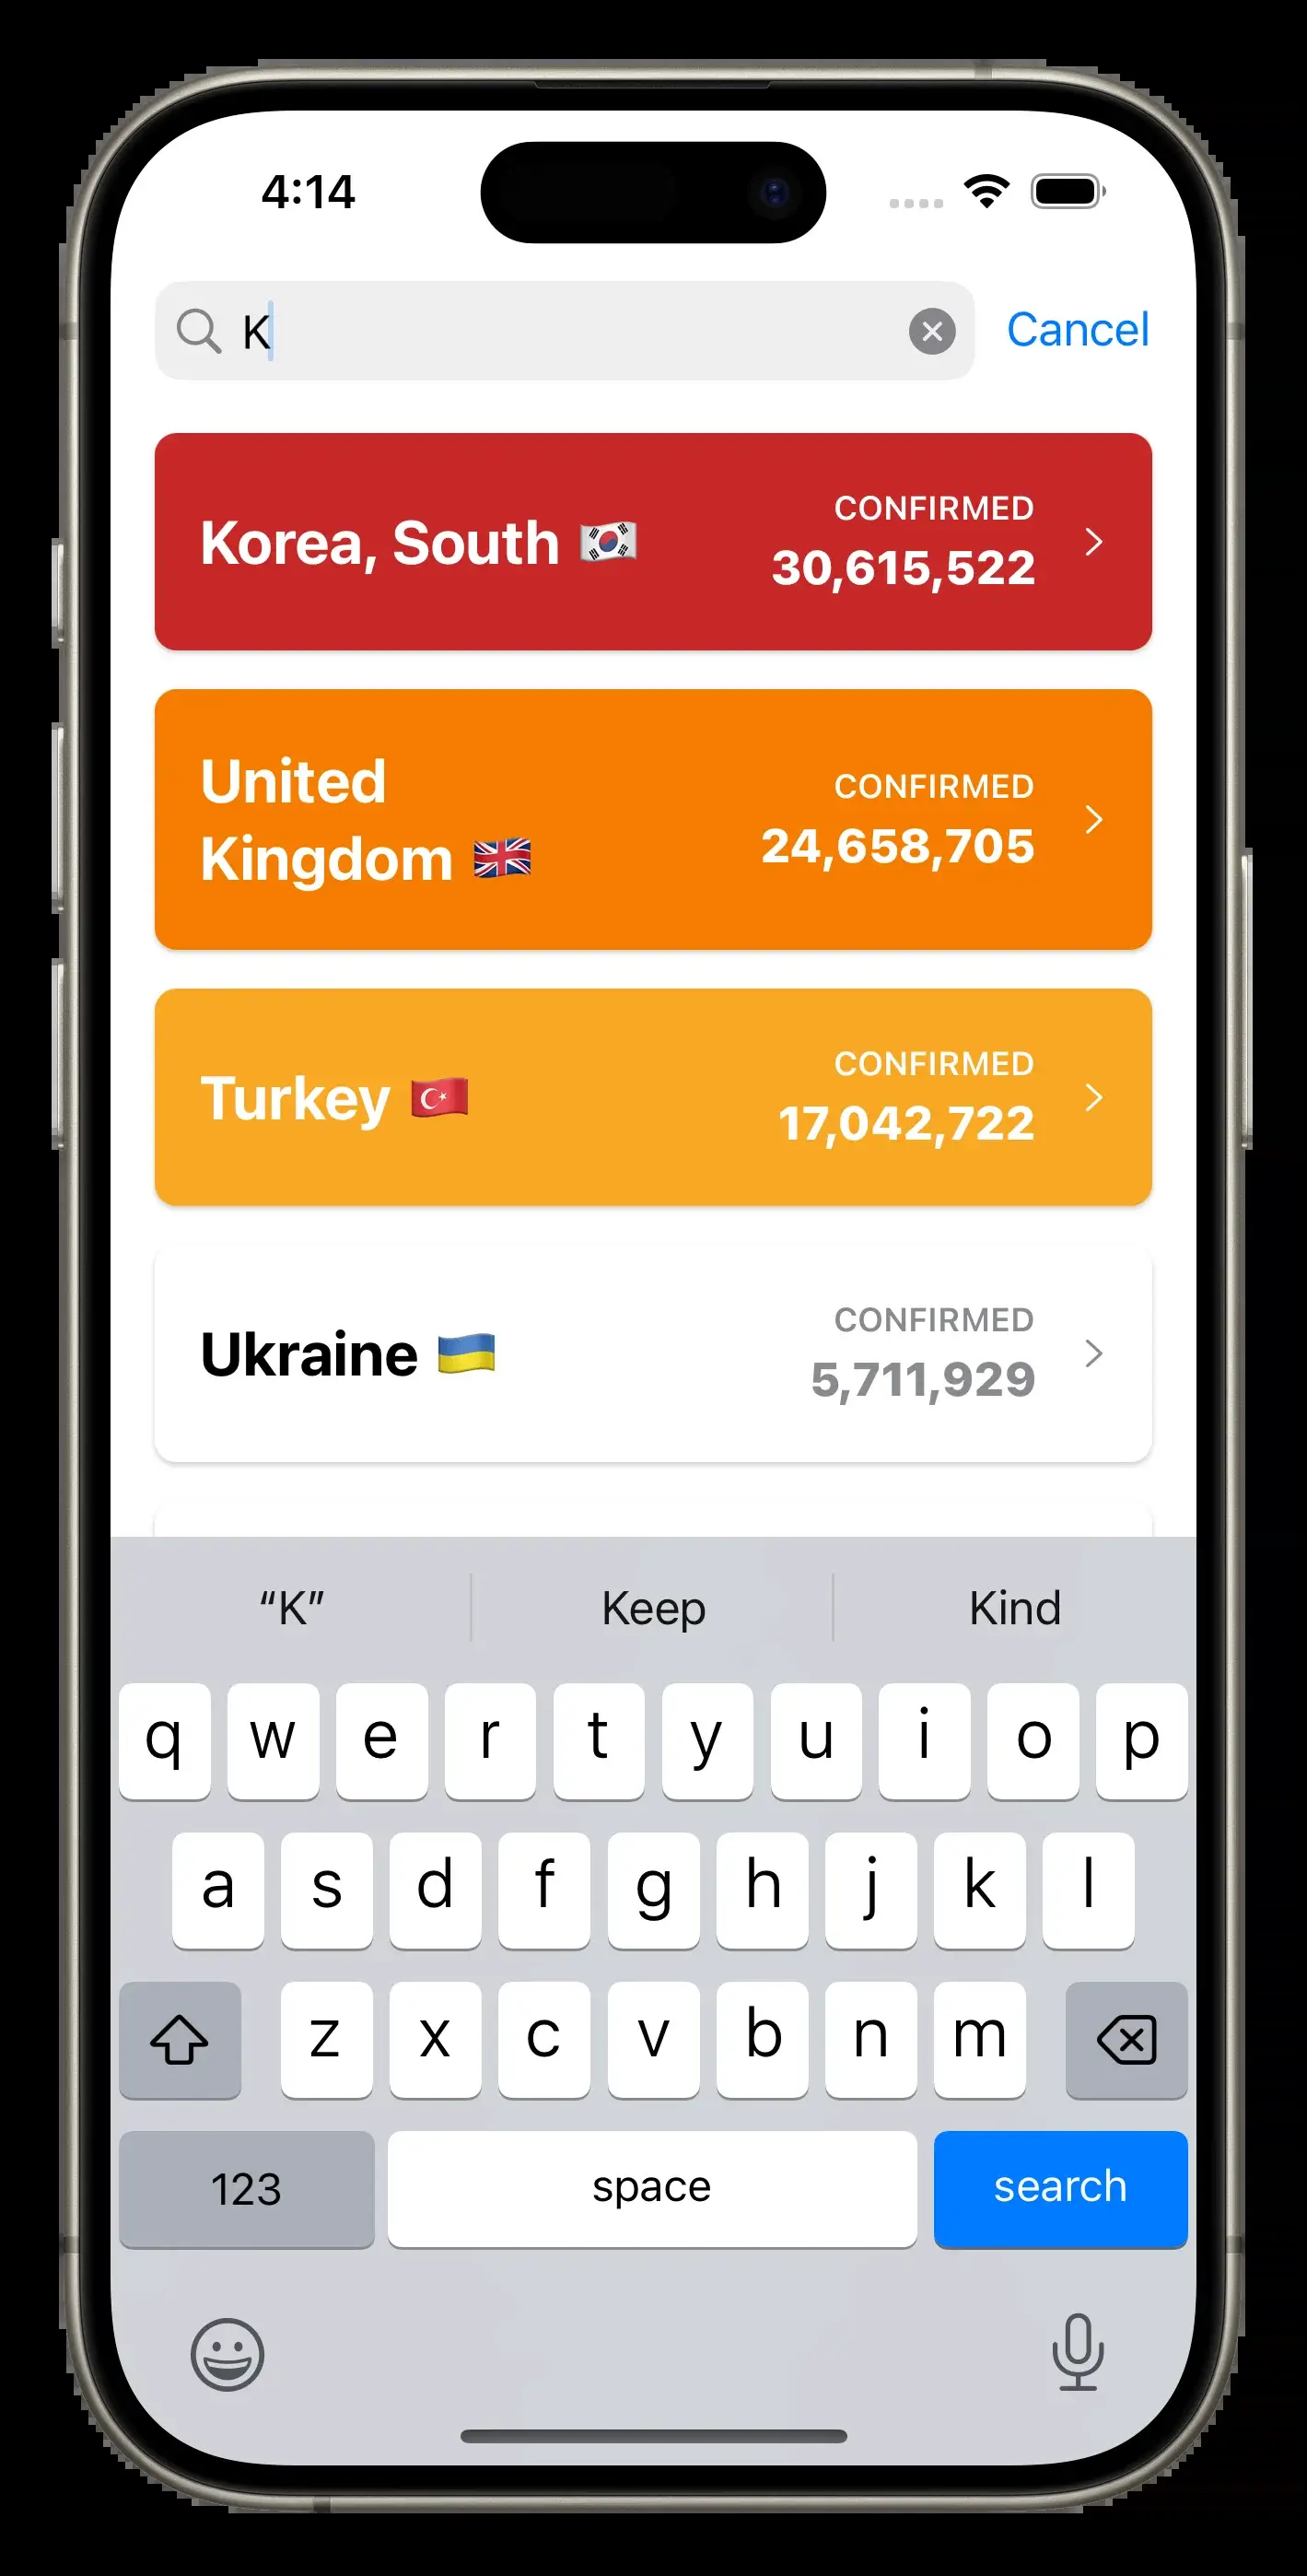 4:14
K
Cancel
Korea, South 🇰🇷
CONFIRMED
30,615,522
United
Kingdom 🇬🇧
CONFIRMED
24,658,705
Turkey 🇹🇷
CONFIRMED
17,042,722
Ukraine 🇺🇦
CONFIRMED
5,711,929
“K” Keep Kind
q w e r t y u i o p
a s d f g h j k l
z x c v b n m
123 space search